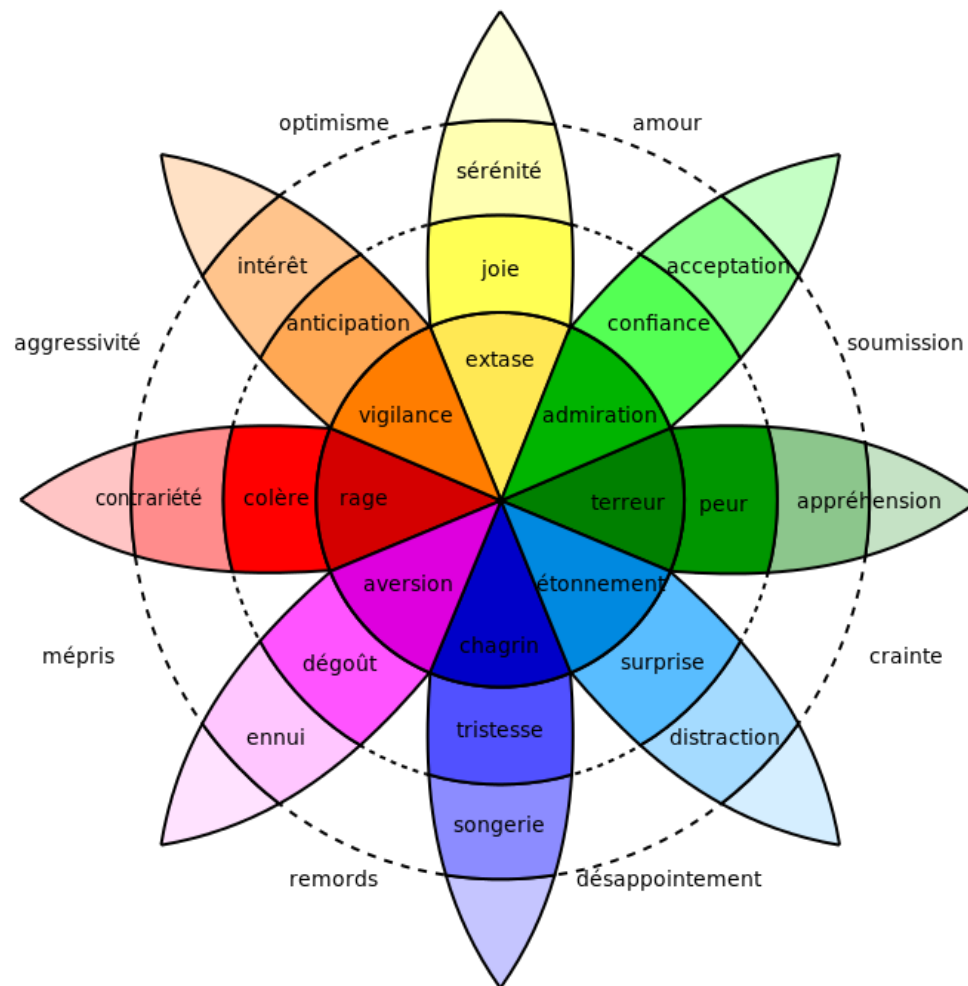 optimisme
amour
sérénité
intérêt
joie
acceptation
anticipation
confiance
aggressivité
soumission
extase
vigilance
admiration
contrariété
colère
rage
terreur
peur
appréhension
aversion
étonnement
mépris
dégoût
chagrin
surprise
crainte
ennui
tristesse
distraction
songerie
remords
désappointement